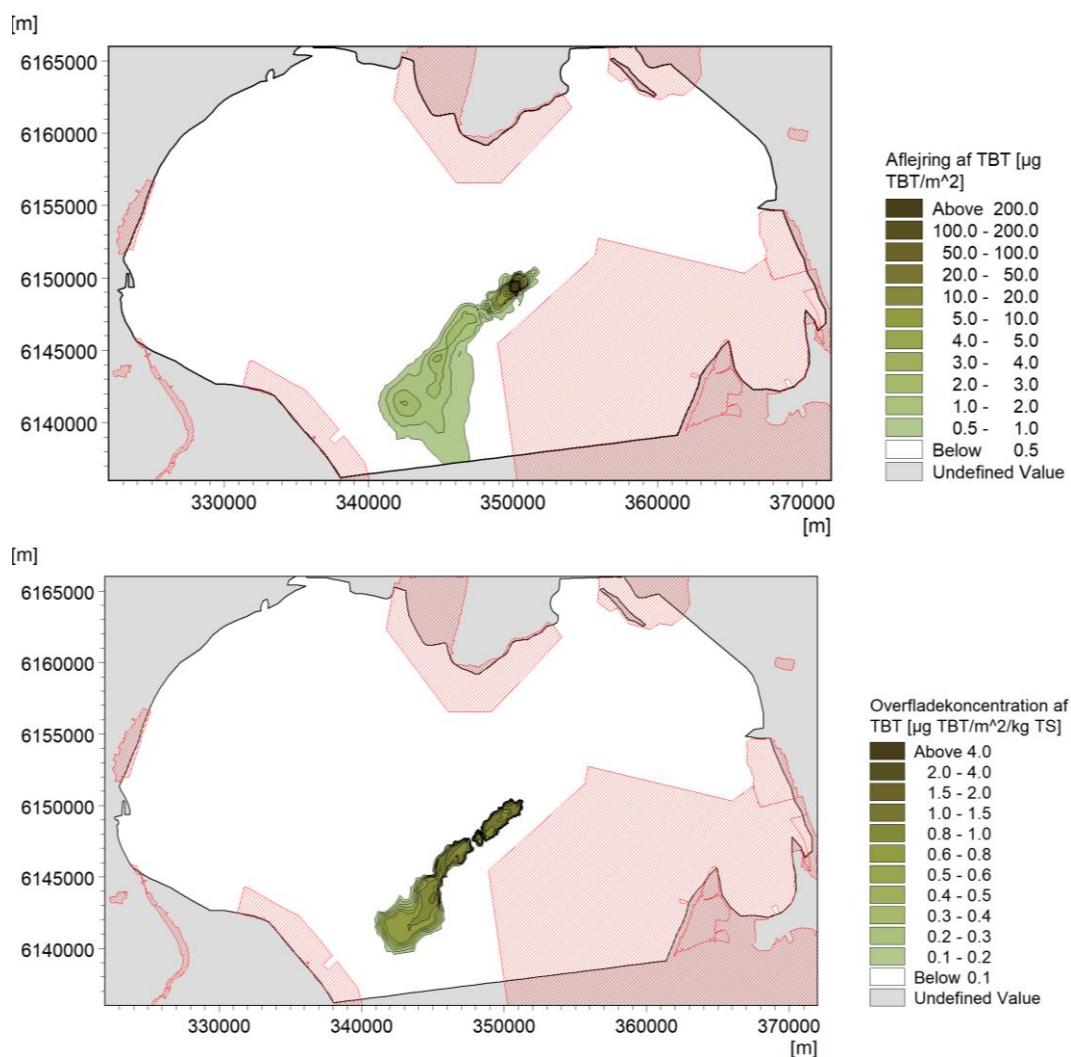 [m]
6165000
6160000
6155000
6150000
6145000
6140000
330000 340000 350000 360000 370000
[m]
Aflejring af TBT [µg
TBT/m^2]
Above 200.0
100.0 - 200.0
50.0 - 100.0
20.0 - 50.0
10.0 - 20.0
5.0 - 10.0
4.0 - 5.0
3.0 - 4.0
2.0 - 3.0
1.0 - 2.0
0.5 - 1.0
Below 0.5
Undefined Value
[m]
6165000
6160000
6155000
6150000
6145000
6140000
330000 340000 350000 360000 370000
[m]
Overfladekoncentration af
TBT [µg TBT/m^2/kg TS]
Above 4.0
2.0 - 4.0
1.5 - 2.0
1.0 - 1.5
0.8 - 1.0
0.6 - 0.8
0.5 - 0.6
0.4 - 0.5
0.3 - 0.4
0.2 - 0.3
0.1 - 0.2
Below 0.1
Undefined Value